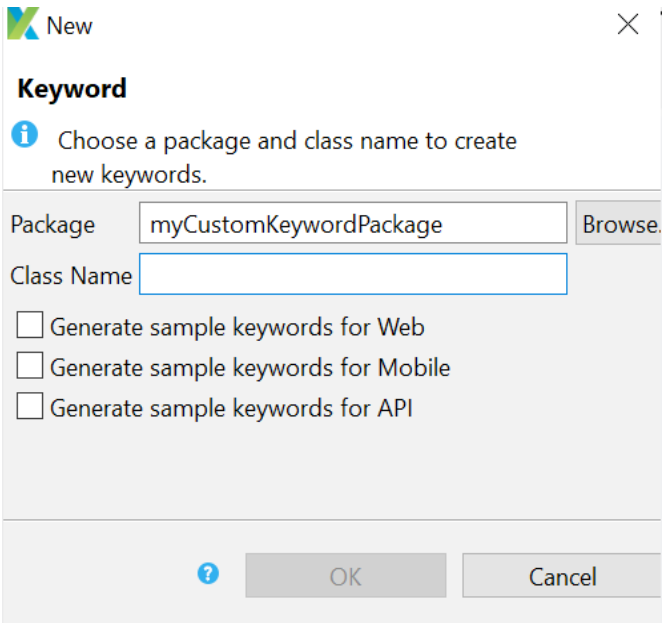 New
Keyword
Choose a package and class name to create
new keywords.
Package myCustomKeywordPackage Browse.
Class Name
Generate sample keywords for Web
Generate sample keywords for Mobile
Generate sample keywords for API
OK Cancel